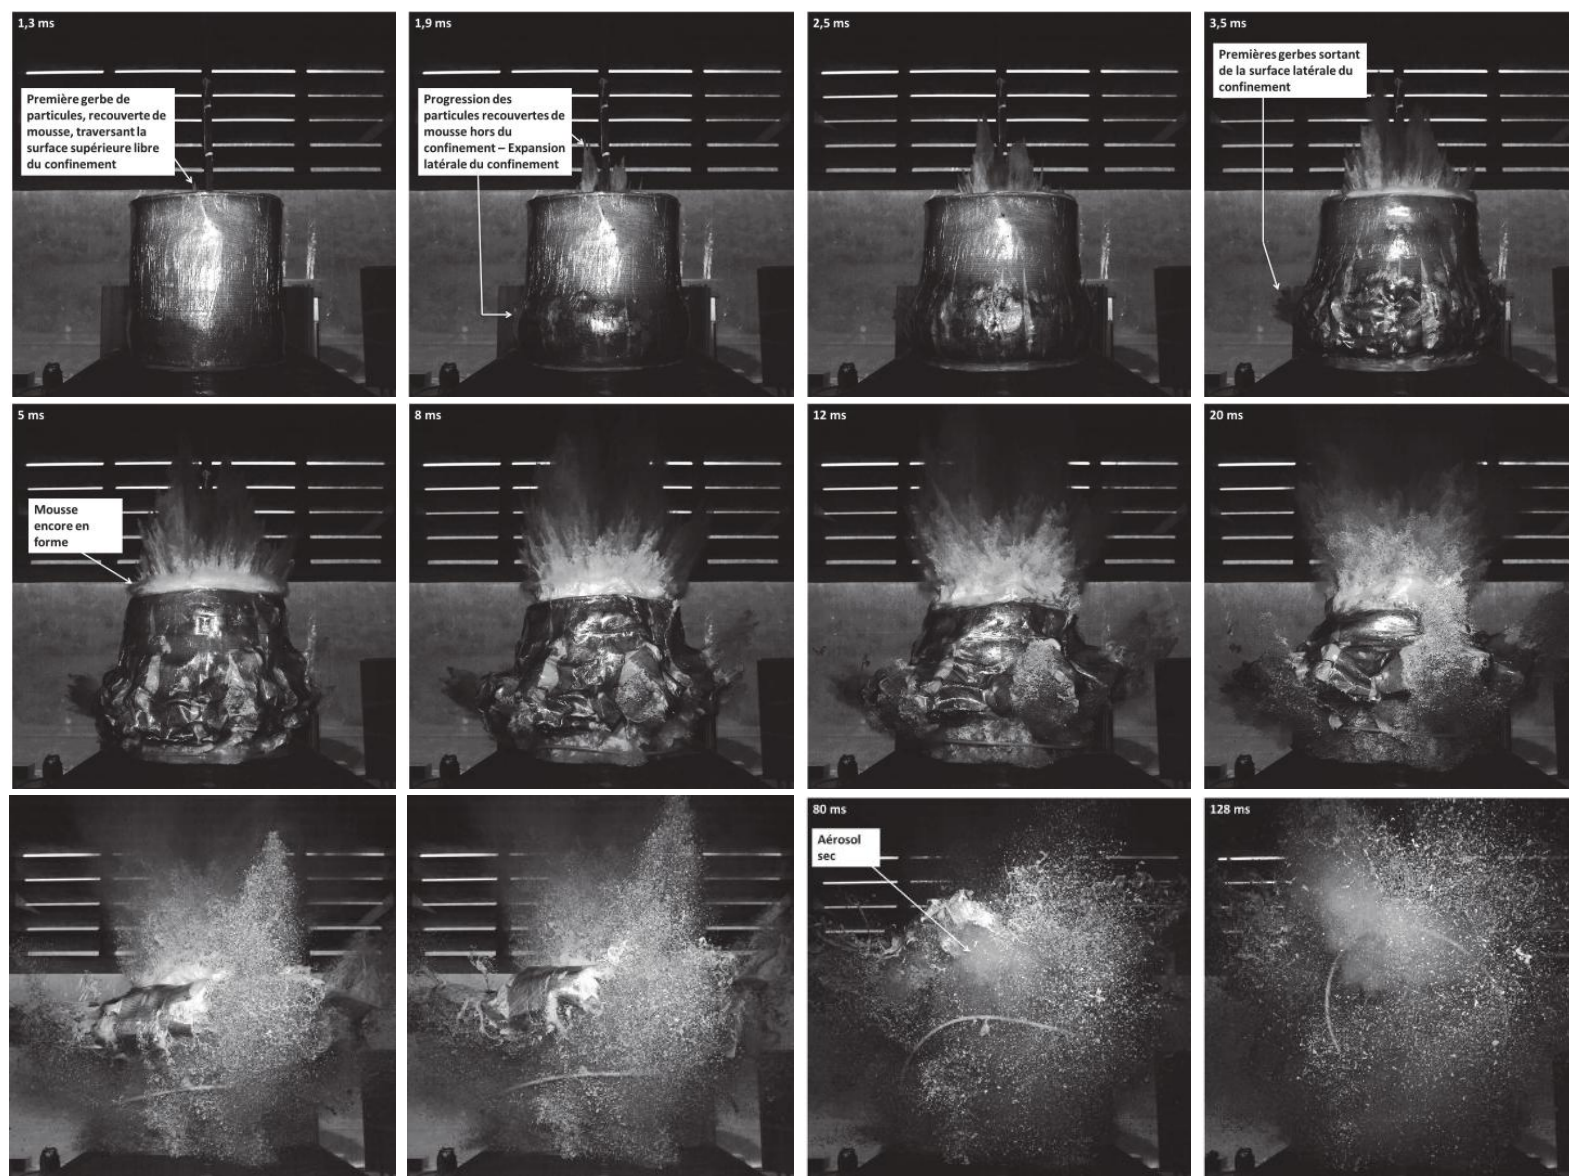 1,3 ms
Première gerbe de
particules, recouverte de
mousse, traversant la
surface supérieure libre
du confinement
1,9 ms
Progression des
particules recouvertes de
mousse hors du
confinement – Expansion
latérale du confinement
2,5 ms
3,5 ms
Premières gerbes sortant
de la surface latérale du
confinement
5 ms
Mousse
encore en
forme
8 ms
12 ms
20 ms
80 ms
Aérosol
sec
128 ms